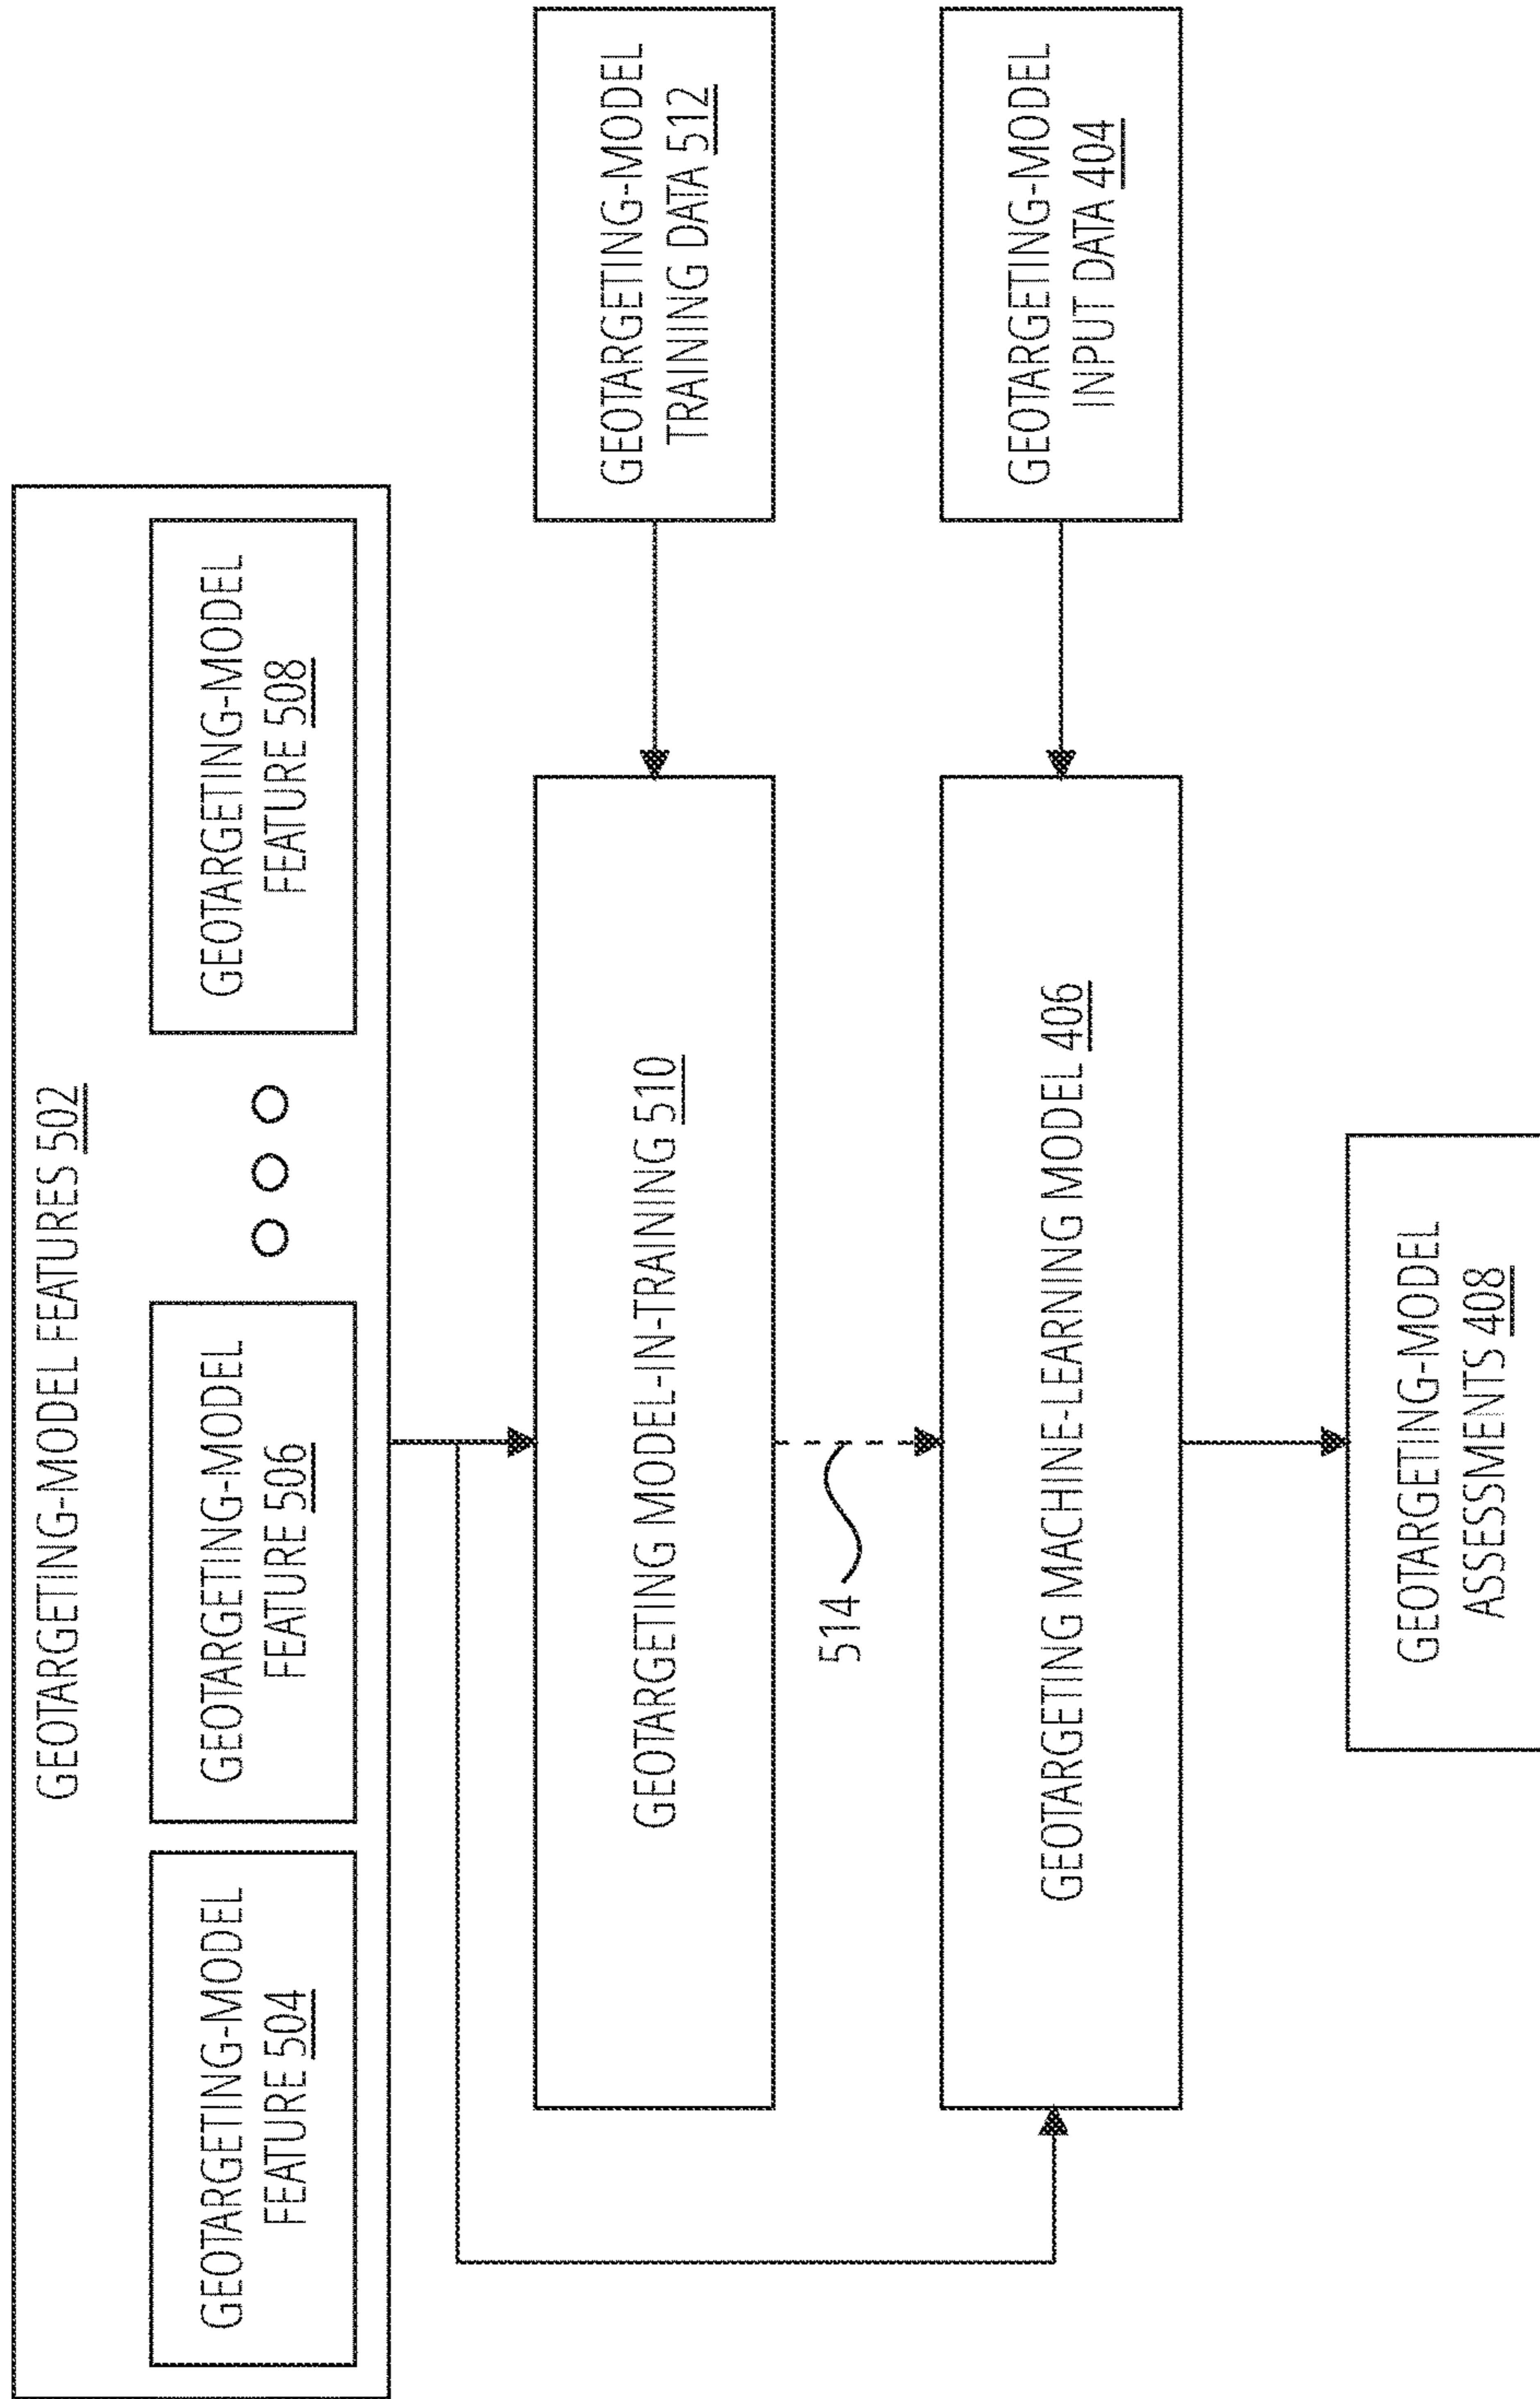 GEOTARGETING-MODEL FEATURES 502
GEOTARGETING-MODEL
FEATURE 504
GEOTARGETING-MODEL
FEATURE 506
GEOTARGETING-MODEL
FEATURE 508
GEOTARGETING MODEL-IN-TRAINING 510
GEOTARGETING-MODEL
TRAINING DATA 512
514
GEOTARGETING MACHINE-LEARNING MODEL 406
GEOTARGETING-MODEL
INPUT DATA 404
GEOTARGETING-MODEL
ASSESSMENTS 408